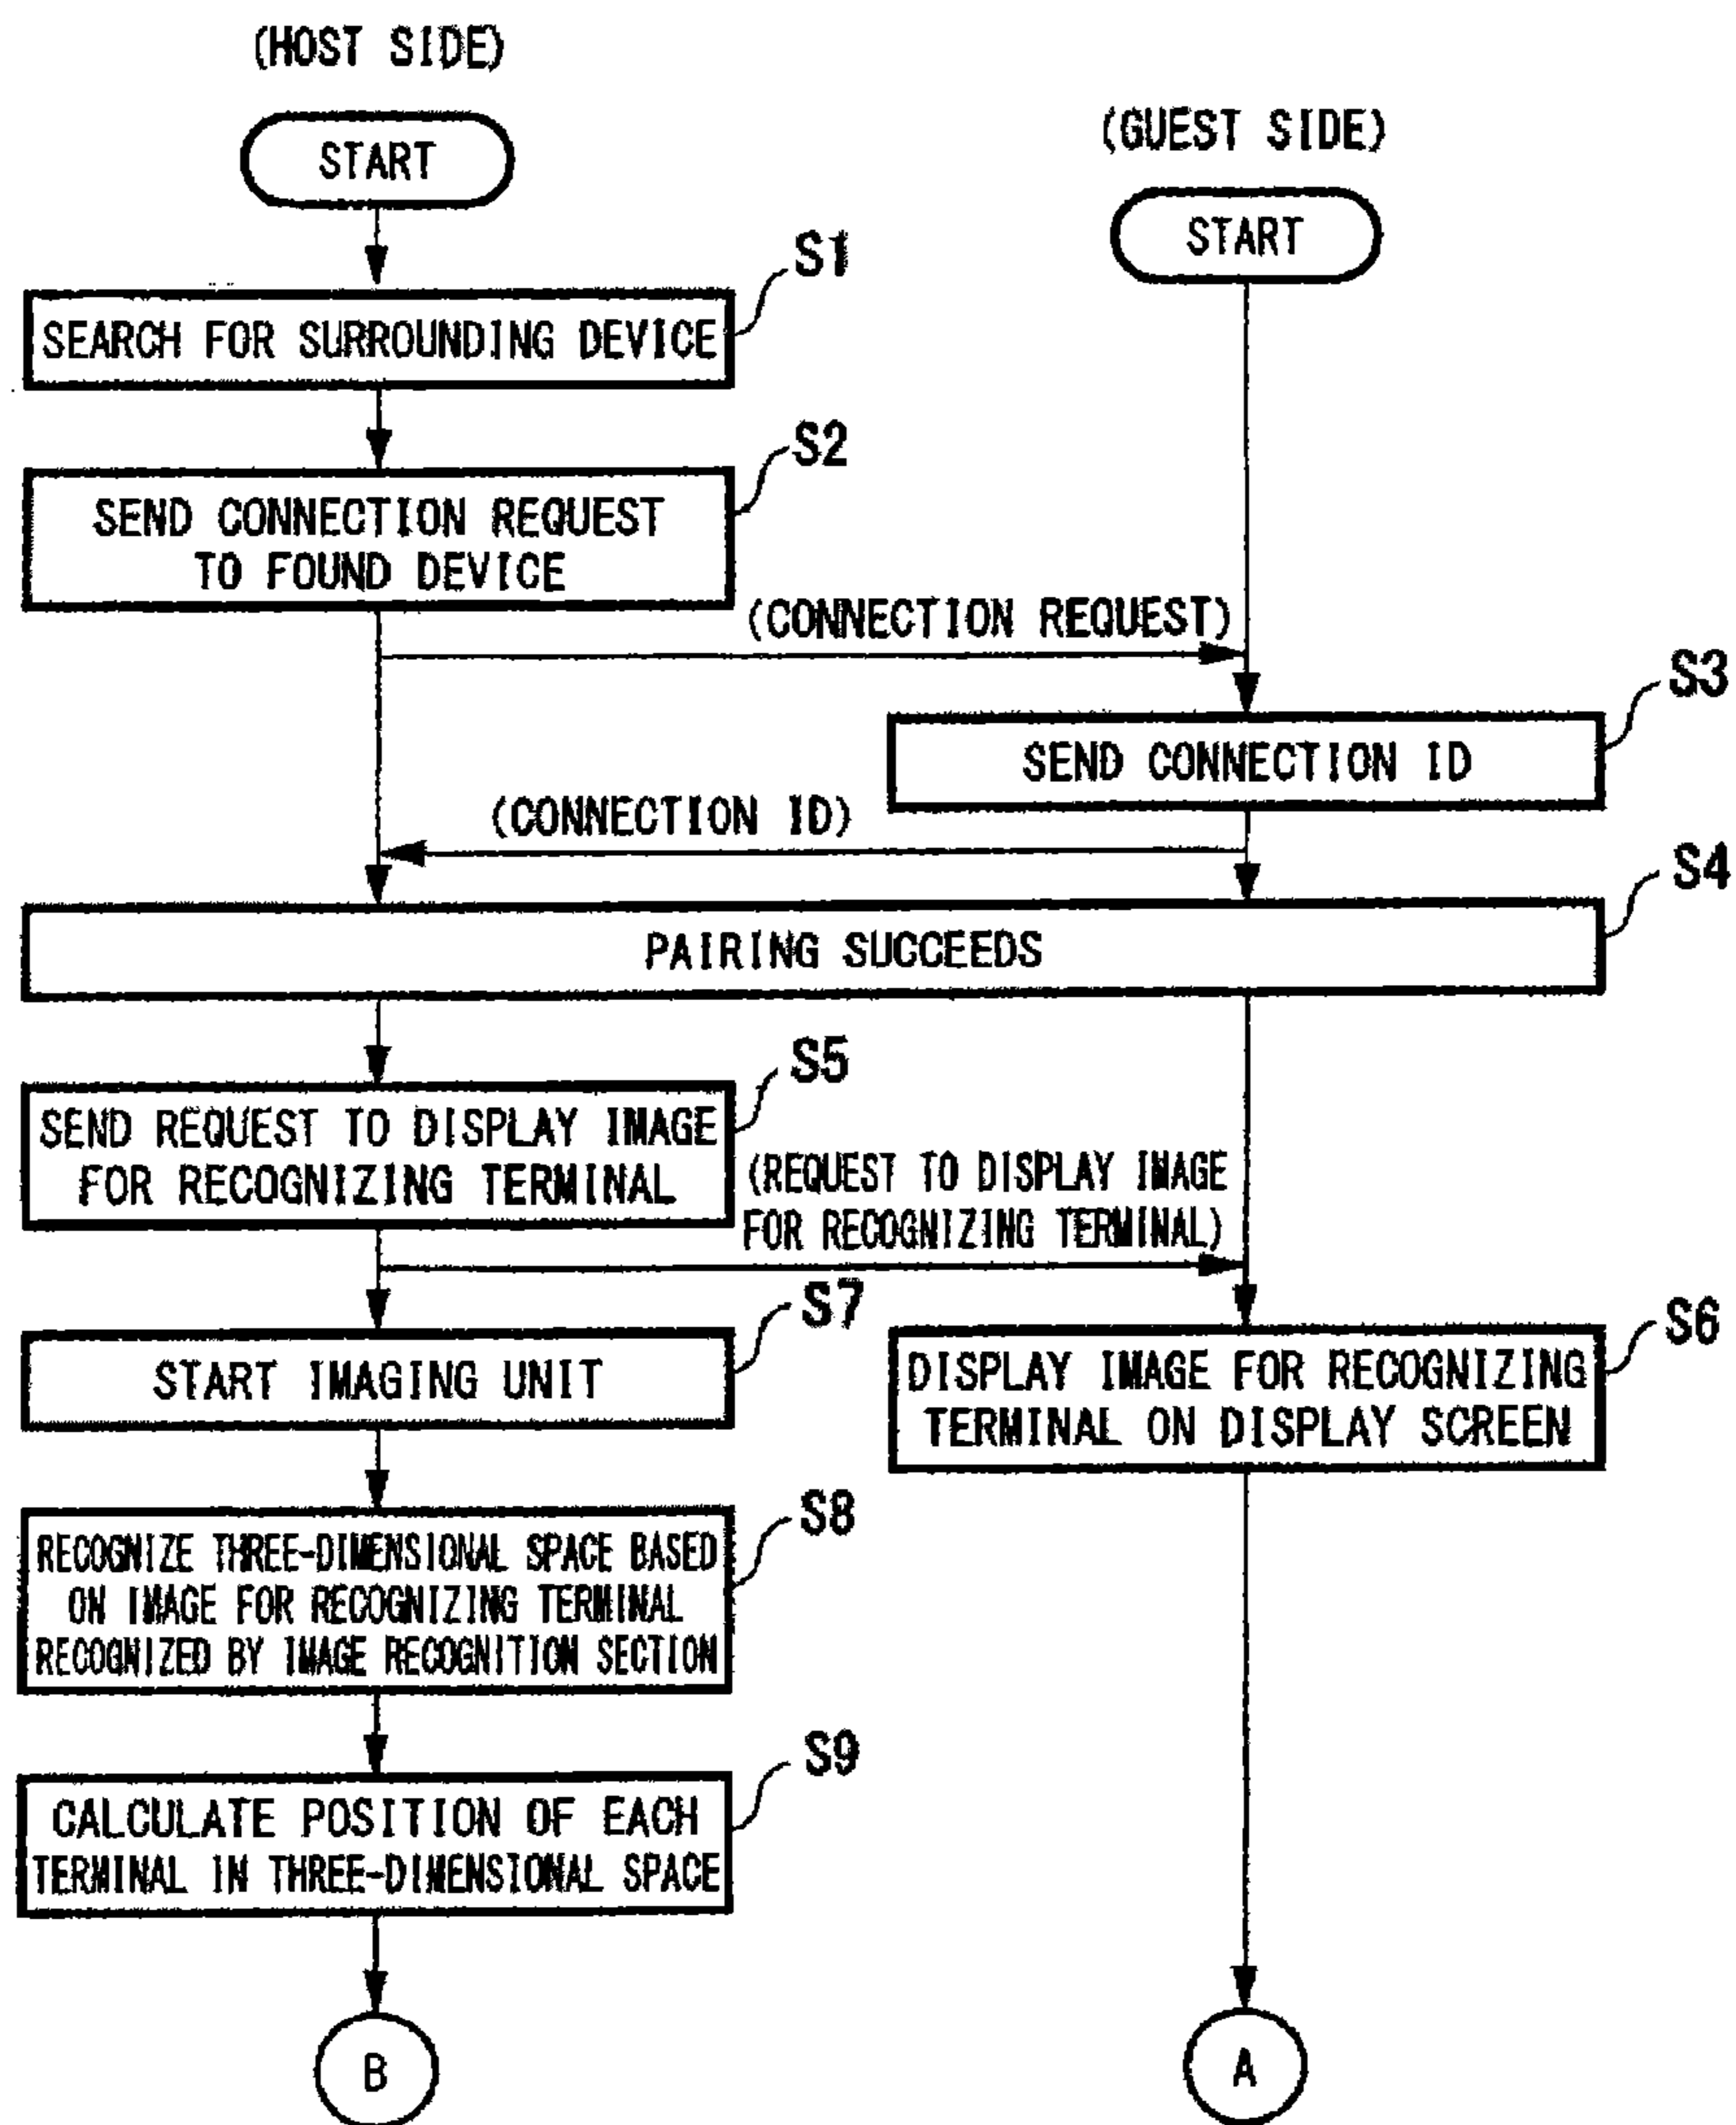 (HOST SIDE)
(GUEST SIDE)
START
START
S1
SEARCH FOR SURROUNDING DEVICE
S2
SEND CONNECTION REQUEST
TO FOUND DEVICE
(CONNECTION REQUEST)
S3
SEND CONNECTION ID
(CONNECTION ID)
S4
PAIRING SUCCEEDS
S5
SEND REQUEST TO DISPLAY IMAGE
FOR RECOGNIZING TERMINAL
(REQUEST TO DISPLAY IMAGE
FOR RECOGNIZING TERMINAL)
S7
START IMAGING UNIT
S6
DISPLAY IMAGE FOR RECOGNIZING
TERMINAL ON DISPLAY SCREEN
S8
RECOGNIZE THREE-DIMENSIONAL SPACE BASED
ON IMAGE FOR RECOGNIZING TERMINAL
RECOGNIZED BY IMAGE RECOGNITION SECTION
S9
CALCULATE POSITION OF EACH
TERMINAL IN THREE-DIMENSIONAL SPACE
B
A